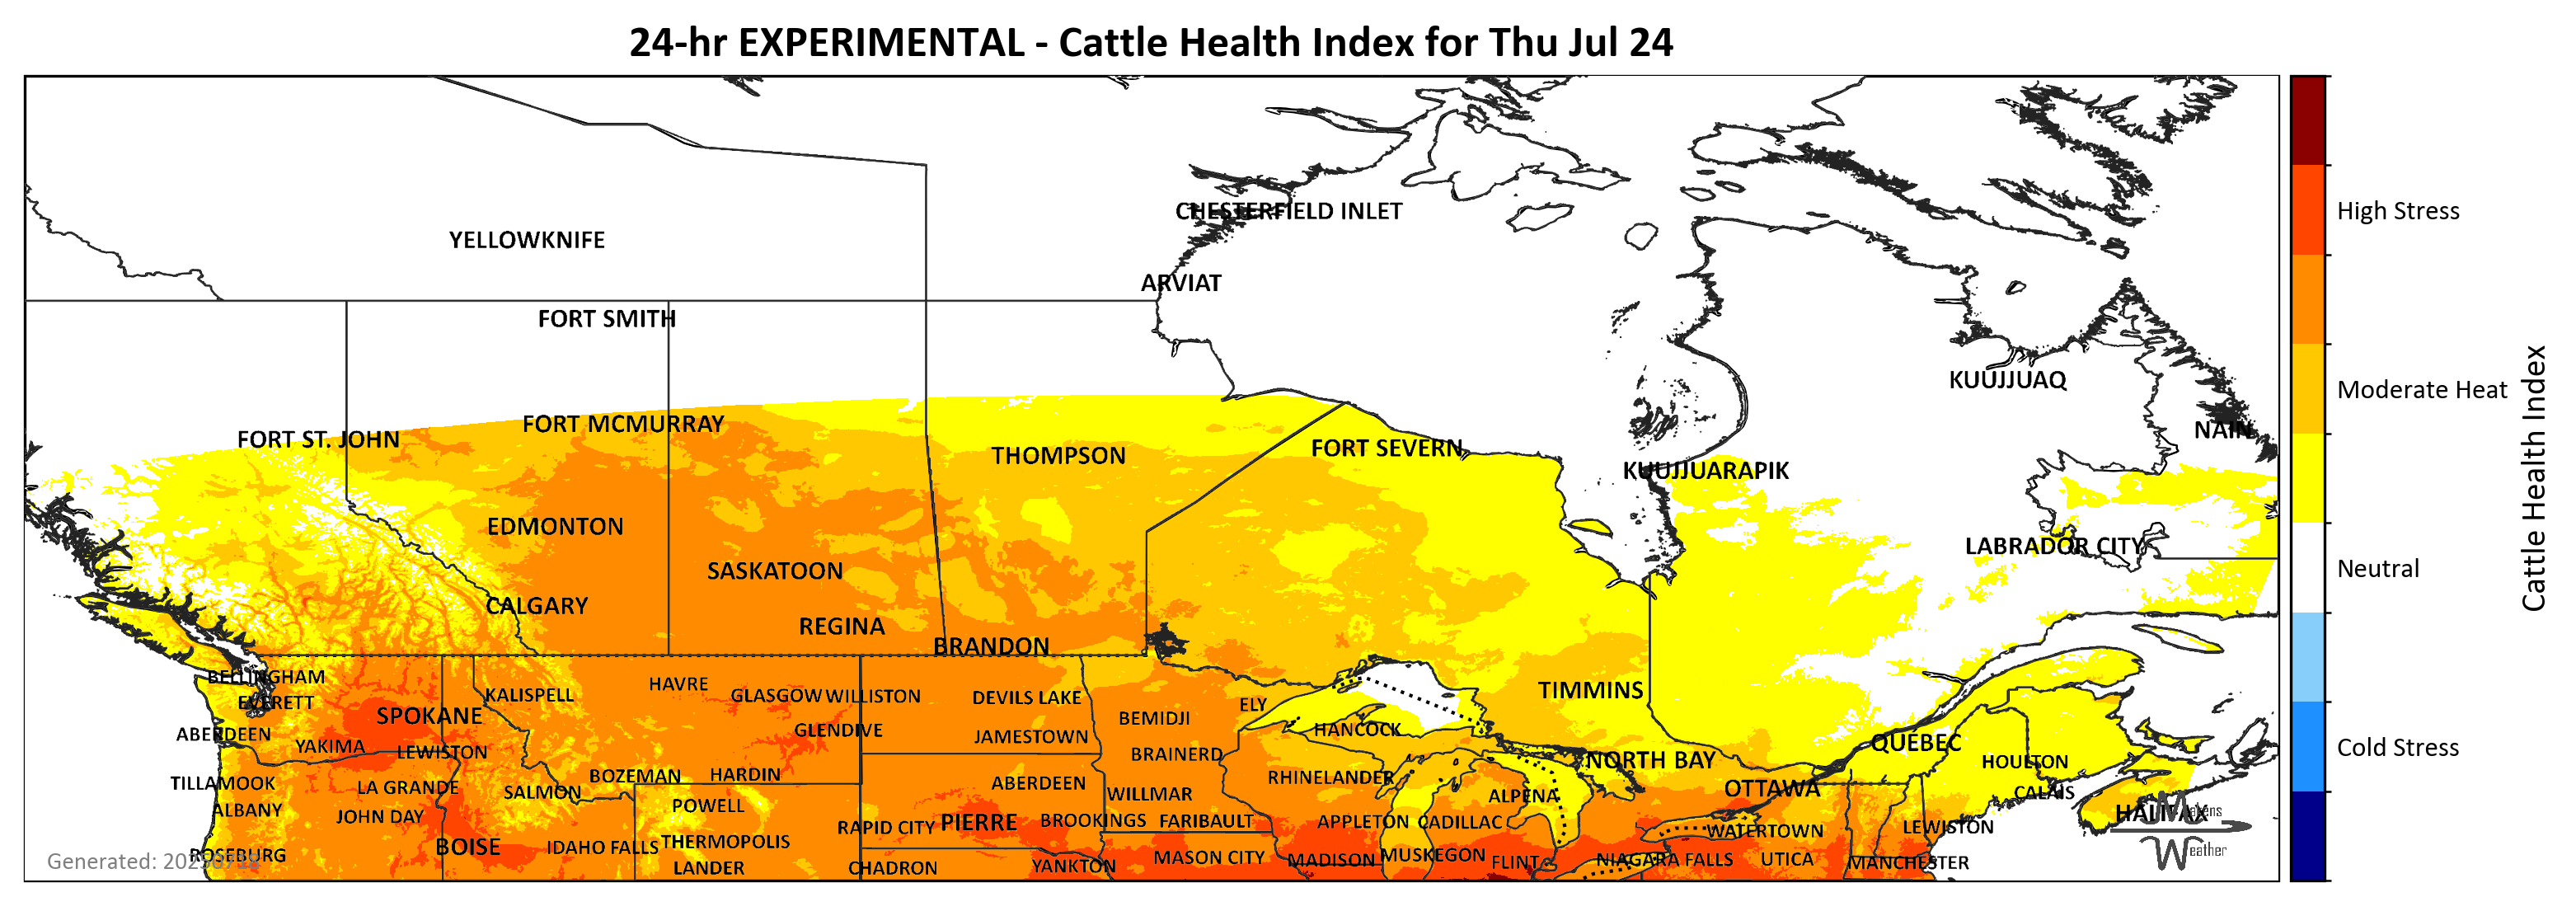 24-hr EXPERIMENTAL - Cattle Health Index for Thu Jul 24
CHESTERFIELD INLET
YELLOWKNIFE
ARVIAT
FORT SMITH
KUUJJUAQ
FORT MCMURRAY
NAIN
FORT ST. JOHN
FORT SEVERN
THOMPSON
KUUJJUARAPIK
EDMONTON
LABRADOR CITY
SASKATOON
CALGARY
REGINA
BRANDON
BELLINGHAM
HAVRE
TIMMINS
KALISPELL
GLASGOW
WILLISTON
DEVILS LAKE
EVERETT
ELY
SPOKANE
BEMIDJI
GLENDIVE
HANCOCK
ABERDEEN
JAMESTOWN
QUEBEC
YAKIMA
LEWISTON
BRAINERD
NORTH BAY
HOULTON
BOZEMAN
HARDIN
RHINELANDER
TILLAMOOK
LA GRANDE
ABERDEEN
OTTAWA
SALMON
WILLMAR
ALPENA
CALAIS
POWELL
ALBANY
JOHN DAY
HALIFAX
Makens
RAPID CITY
PIERRE
BROOKINGS
FARIBAULT
APPLETON
CADILLAC
WATERTOWN
LEWISTON
BOISE
IDAHO FALLS
THERMOPOLIS
Weather
ROSEBURG
MASON CITY
MADISON
MUSKEGON
FLINT
NIAGARA FALLS
UTICA
MANCHESTER
LANDER
CHADRON
YANKTON
High Stress
Moderate Heat
Neutral
Cold Stress
Cattle Health Index
Generated: